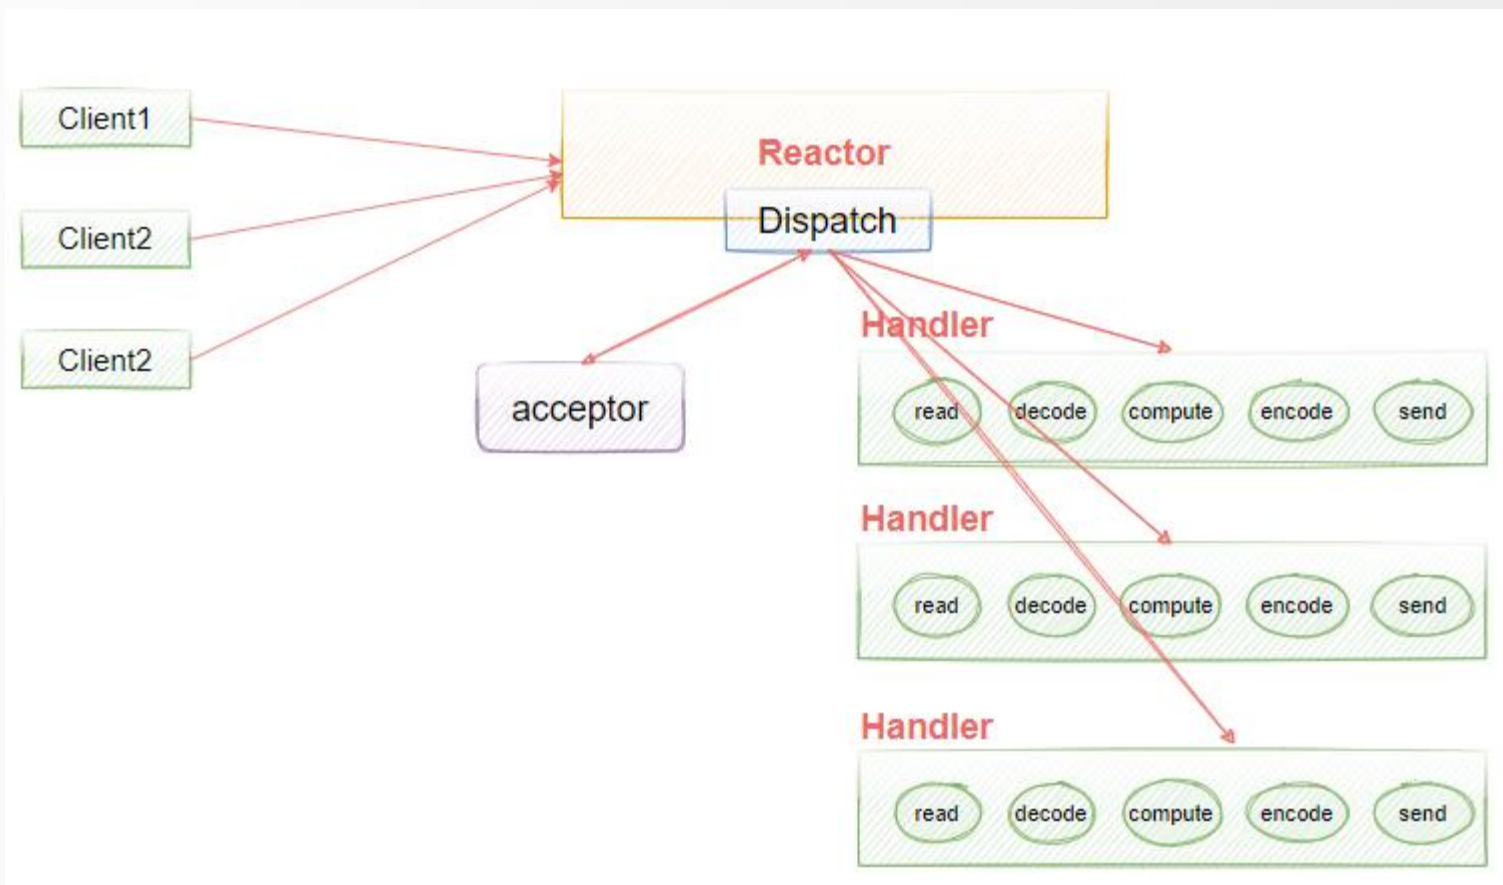 Client1
Reactor
Dispatch
Client2
Client2
acceptor
Handler
read decode compute encode send
Handler
read decode compute encode send
Handler
read decode compute encode send